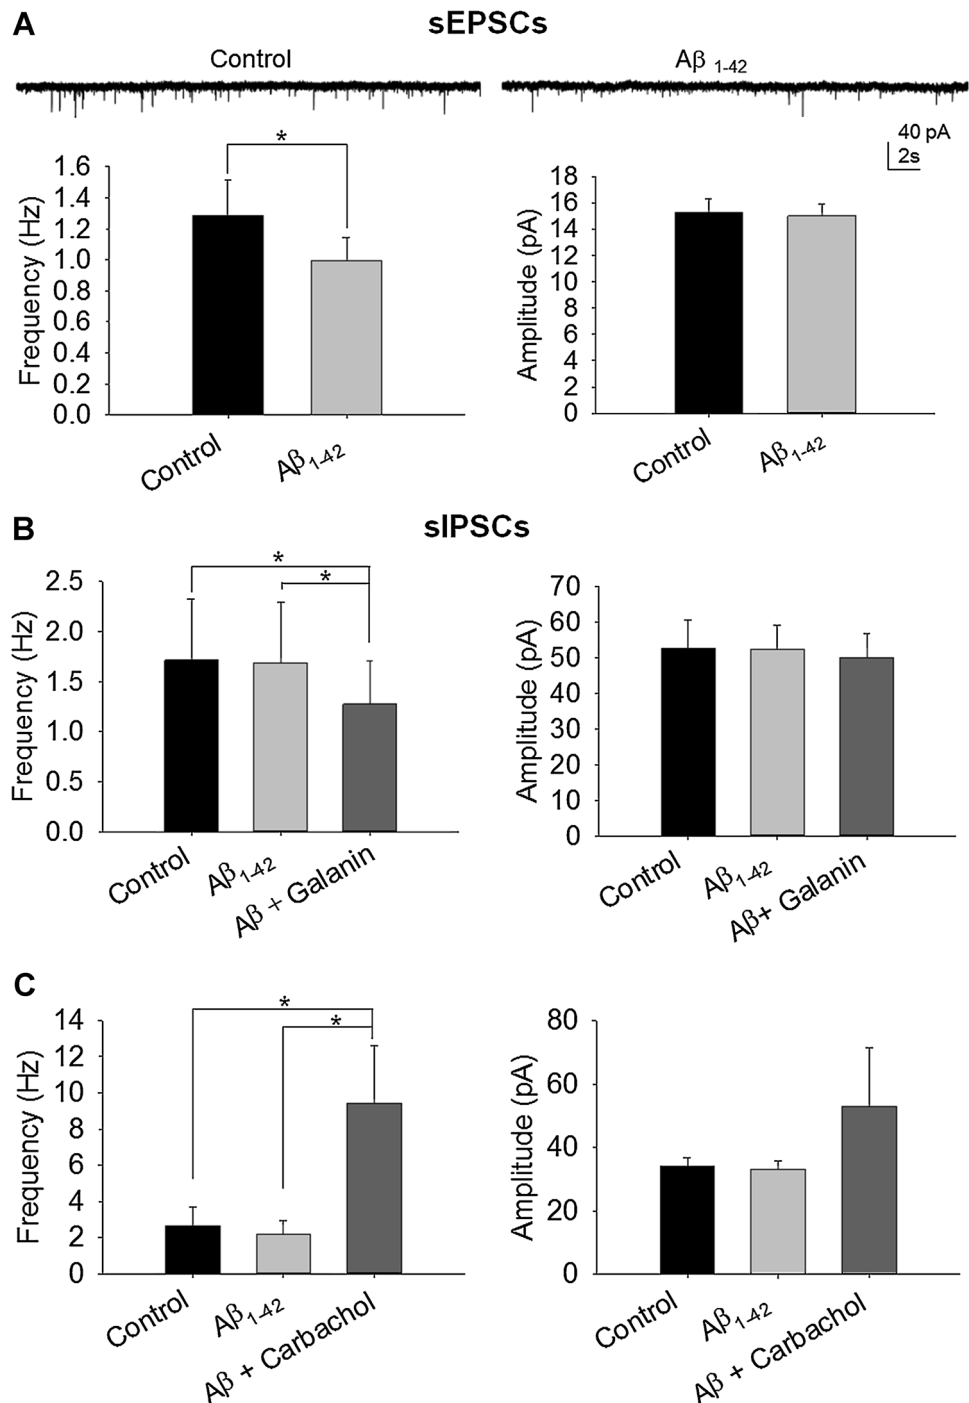 A
sEPSCs
Control
Aβ 1-42
40 pA
2s
*
Frequency (Hz)
1.6
1.4
1.2
1.0
0.8
0.6
0.4
0.2
0.0
Control
Aβ1-42
Amplitude (pA)
18
16
14
12
10
8
6
4
2
0
Control
Aβ1-42
B
sIPSCs
*
*
Frequency (Hz)
2.5
2.0
1.5
1.0
0.5
0.0
Control
Aβ1-42
Aβ + Galanin
Amplitude (pA)
70
60
50
40
30
20
10
0
Control
Aβ1-42
Aβ+ Galanin
C
*
*
Frequency (Hz)
14
12
10
8
6
4
2
0
Control
Aβ1-42
Aβ + Carbachol
Amplitude (pA)
80
60
40
20
0
Control
Aβ1-42
Aβ + Carbachol